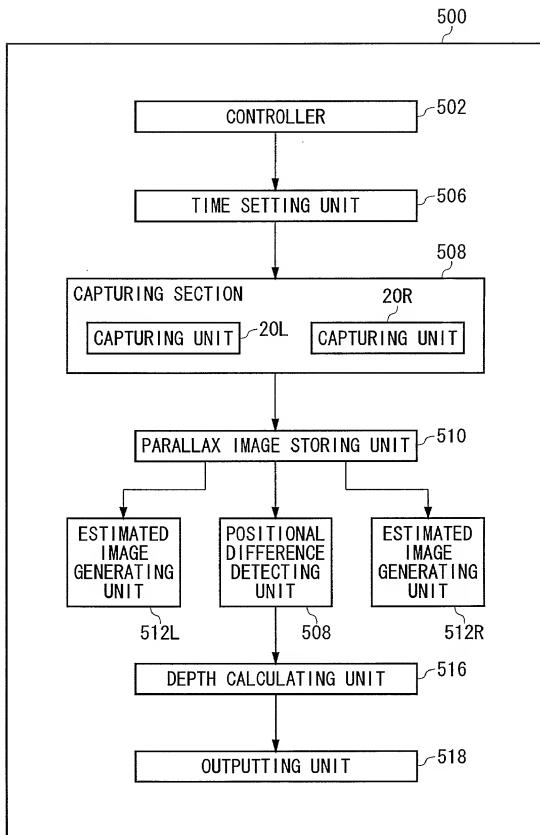 500
CONTROLLER
502
TIME SETTING UNIT
506
508
CAPTURING SECTION
20R
CAPTURING UNIT
20L
CAPTURING UNIT
PARALLAX IMAGE STORING UNIT
510
ESTIMATED
IMAGE
GENERATING
UNIT
512L
POSITIONAL
DIFFERENCE
DETECTING
UNIT
508
ESTIMATED
IMAGE
GENERATING
UNIT
512R
DEPTH CALCULATING UNIT
516
OUTPUTTING UNIT
518